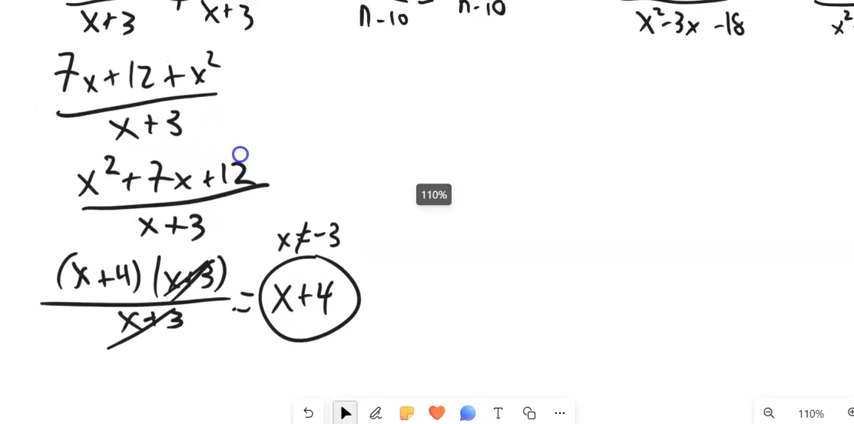 x+3 + x+3
n-10 - n-10
x²-3x-18
x²-
7x+12+x²
x+3
x²+7x+12
x+3
x≠-3
(x+4)(x+3)
x+3
= x+4
110%
T
110%